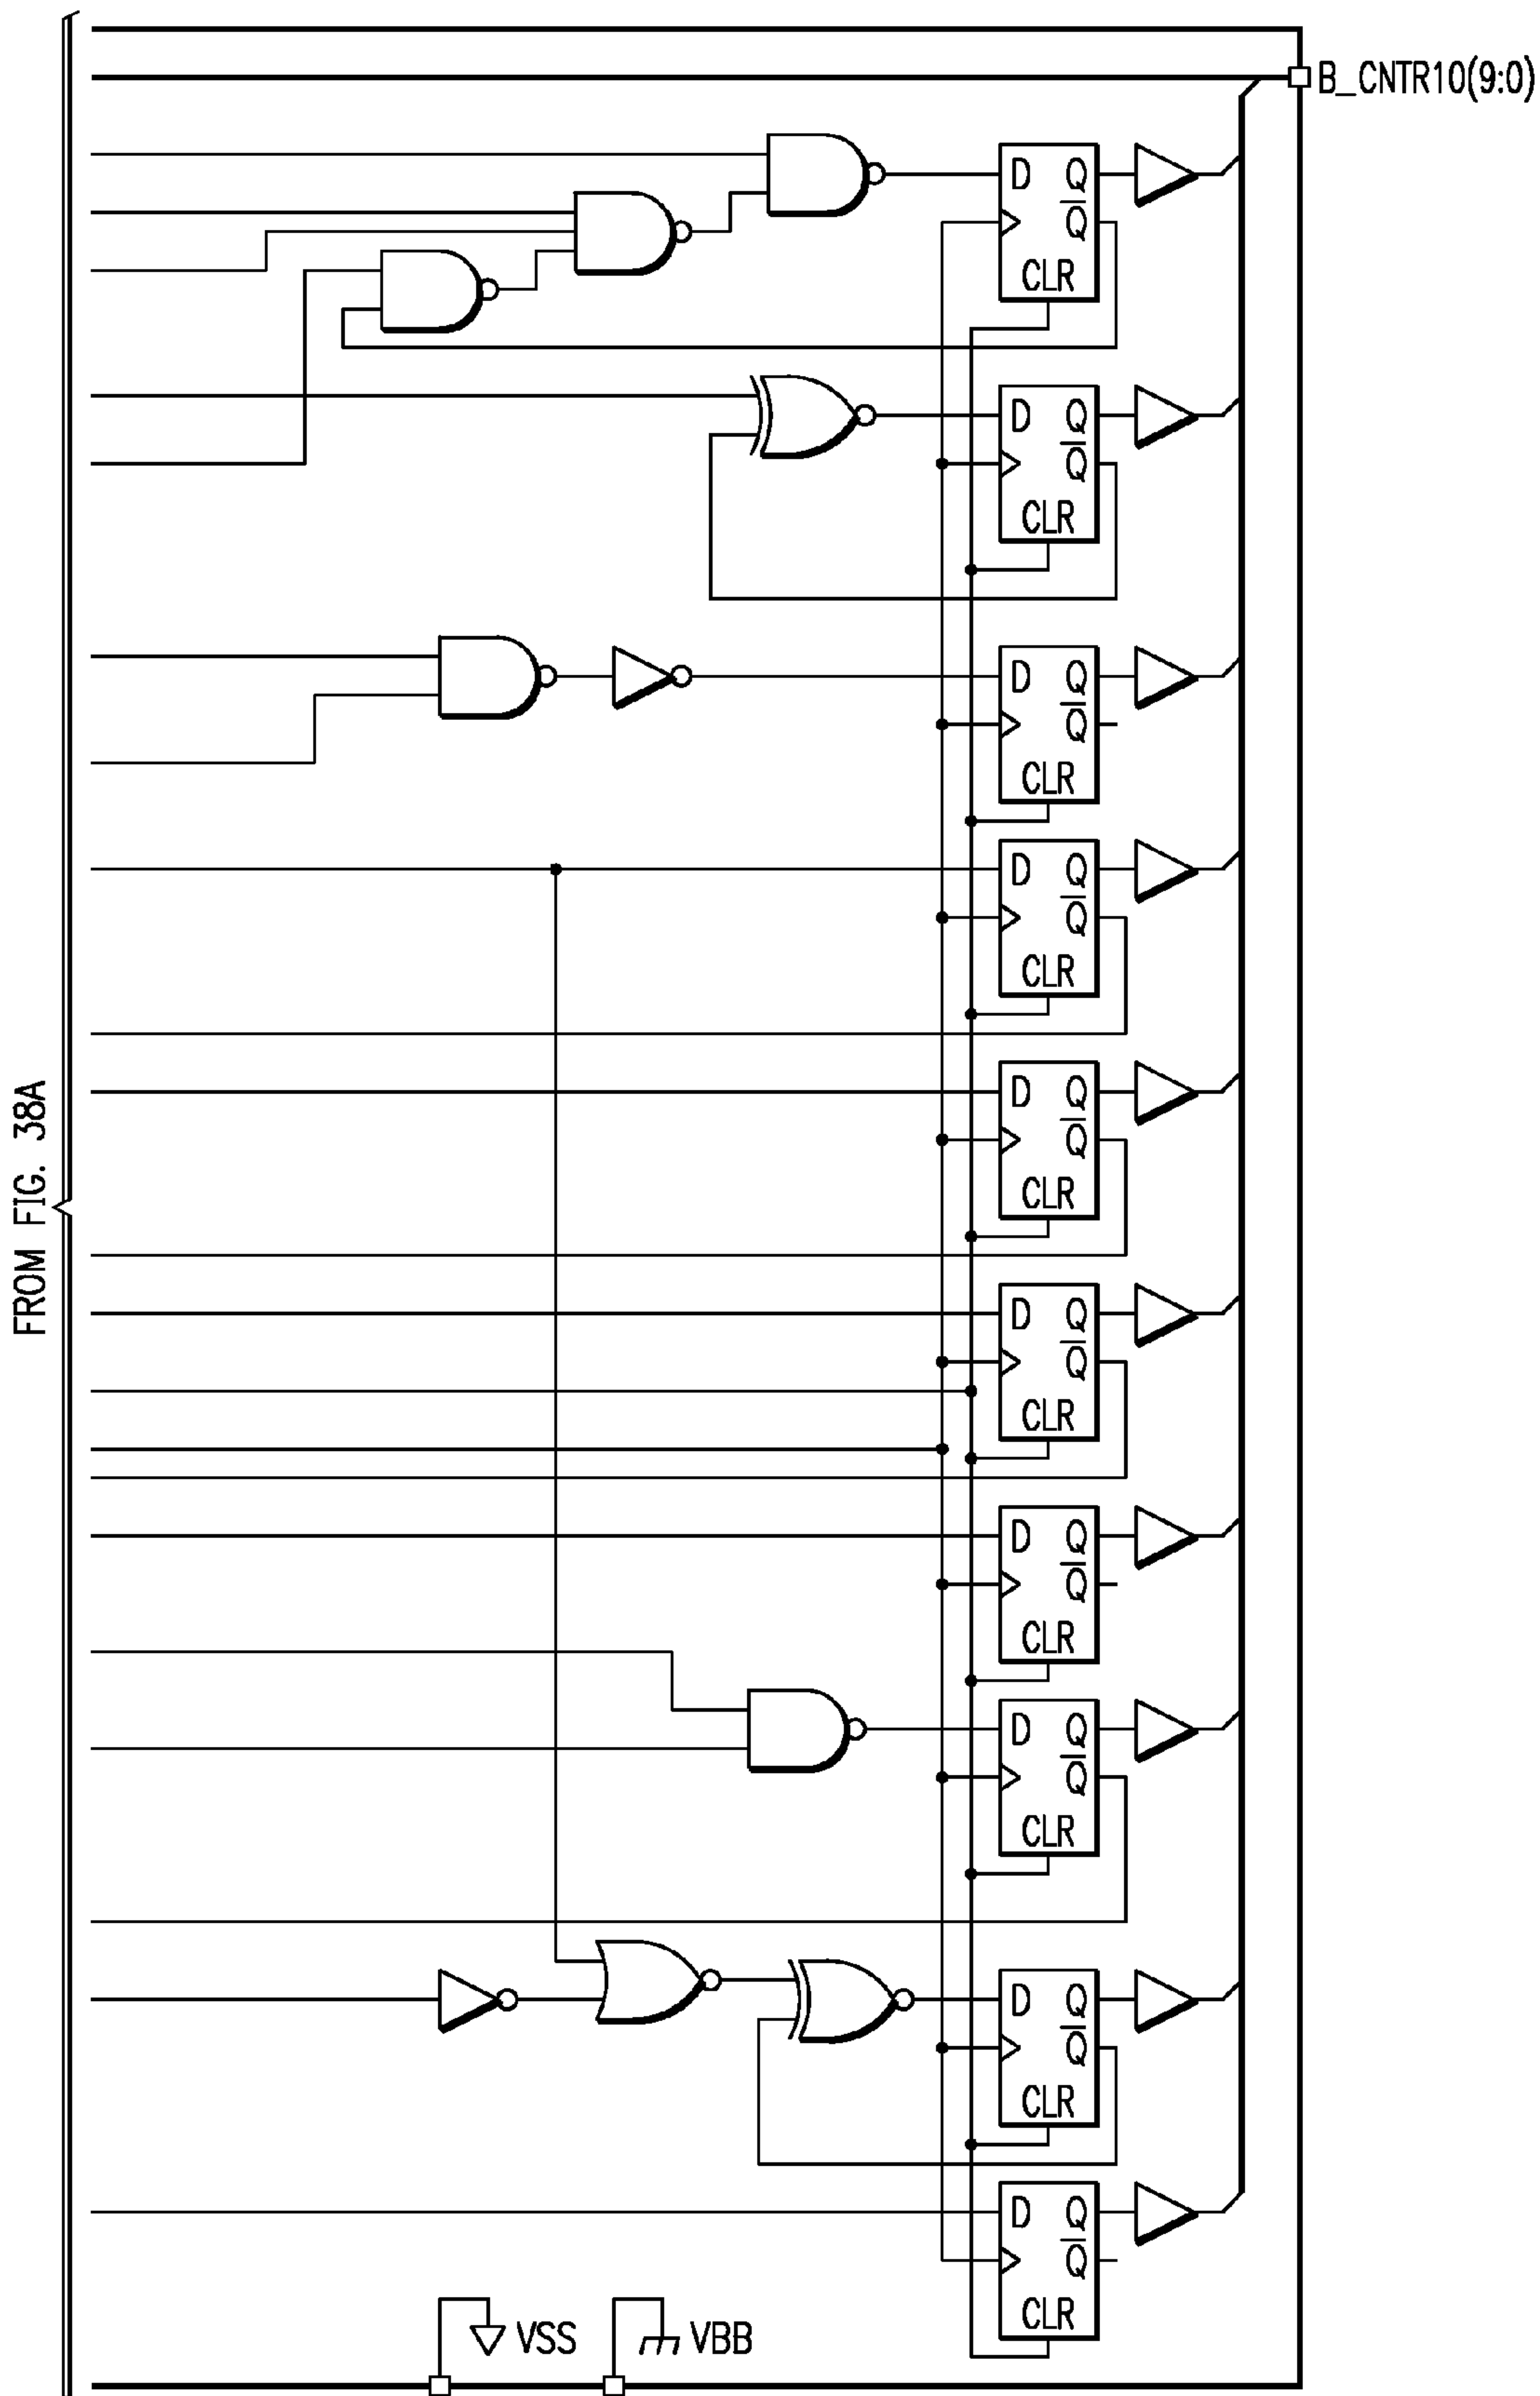 B_CNTR10(9:0)
D Q
Q̅
CLR
D Q
Q̅
CLR
D Q
Q̅
CLR
D Q
Q̅
CLR
D Q
Q̅
CLR
D Q
Q̅
CLR
D Q
Q̅
CLR
D Q
Q̅
CLR
D Q
Q̅
CLR
D Q
Q̅
CLR
FROM FIG. 38A
VSS
VBB